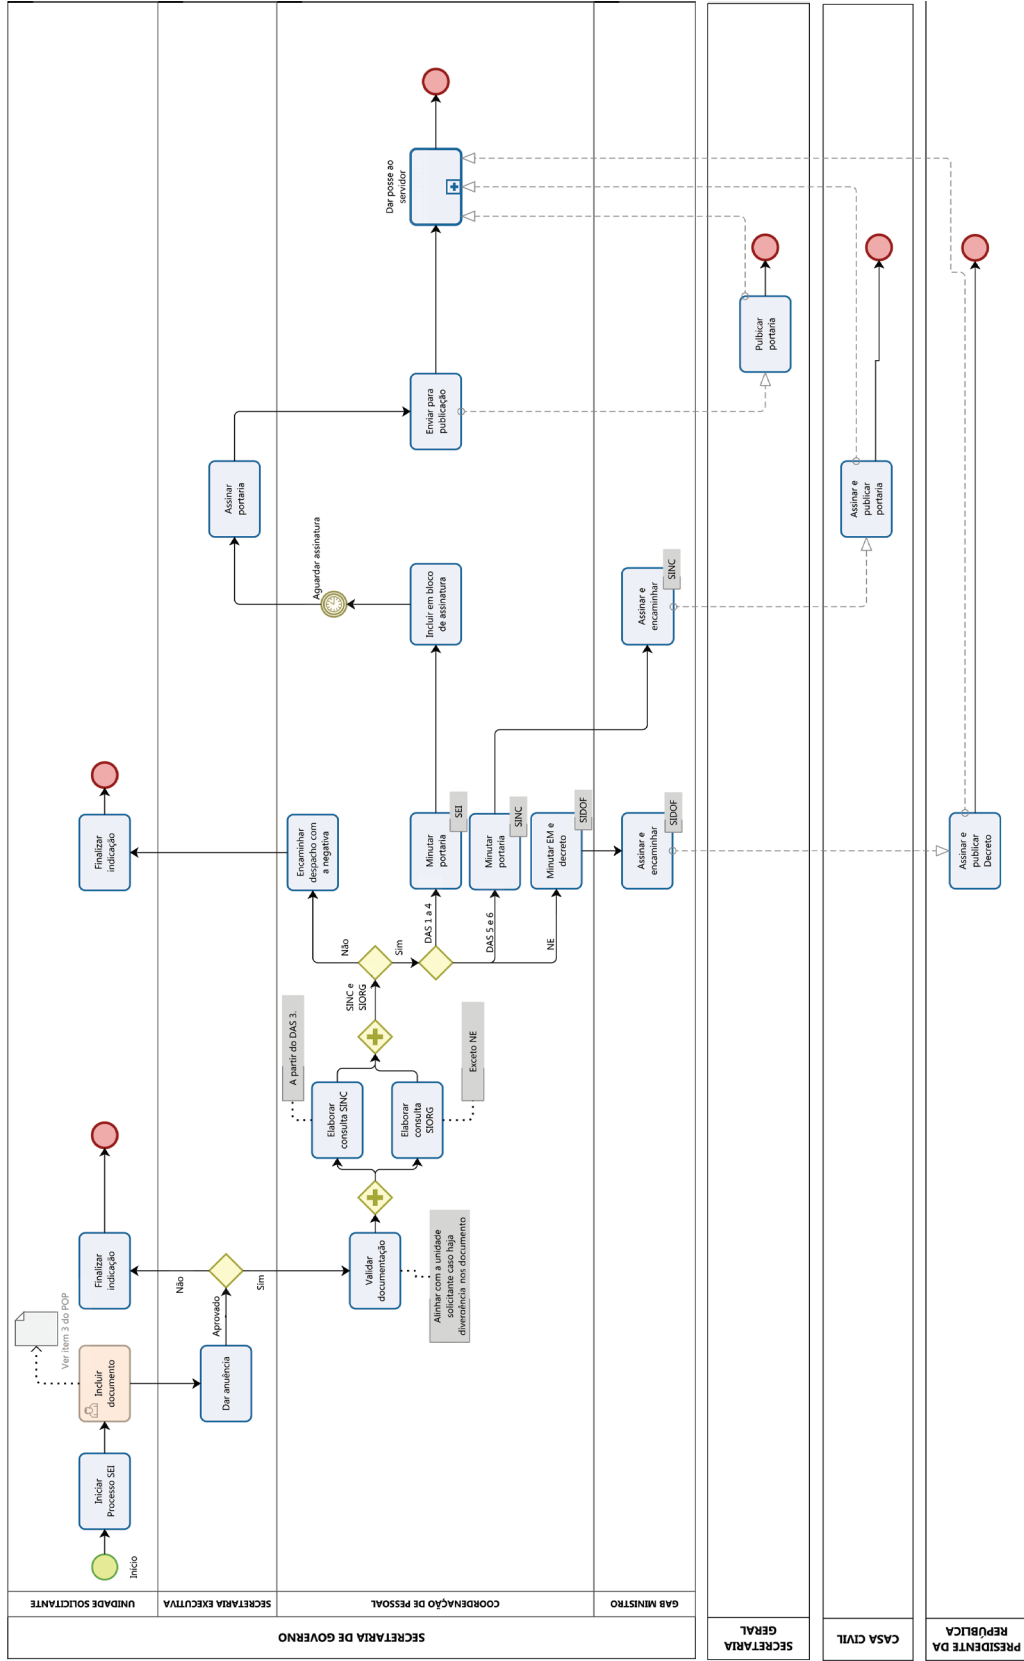 SECRETARIA DE GOVERNO
UNIDADE SOLICITANTE
SECRETARIA EXECUTIVA
COORDENAÇÃO DE PESSOAL
GAB MINISTRO
SECRETARIA
GERAL
CASA CIVIL
PRESIDENTE DA
REPÚBLICA
Início
Iniciar
Processo SEI
Incluir
documento
Ver item 3 do POP
Finalizar
indicação
Dar anuência
Aprovado
Não
Sim
Validar
documentação
Alinhar com a unidade
solicitante caso haja
divergência nos documento
Elaborar
consulta SINC
A partir do DAS 3.
Elaborar
consulta
SIORG
Exceto NE
SINC e
SIORG
Não
Sim
Encaminhar
despacho com
a negativa
Finalizar
indicação
DAS 1 a 4
DAS 5 e 6
NE
Minutar
portaria
SEI
Minutar
portaria
SINC
Minutar EM e
decreto
SIDOF
Assinar e
encaminhar
SIDOF
Incluir em bloco
de assinatura
Aguardar assinatura
Assinar
portaria
Assinar e
encaminhar
SINC
Enviar para
publicação
Dar posse ao
servidor
Pulbicar
portaria
Assinar e
publicar
portaria
Assinar e
publicar
Decreto